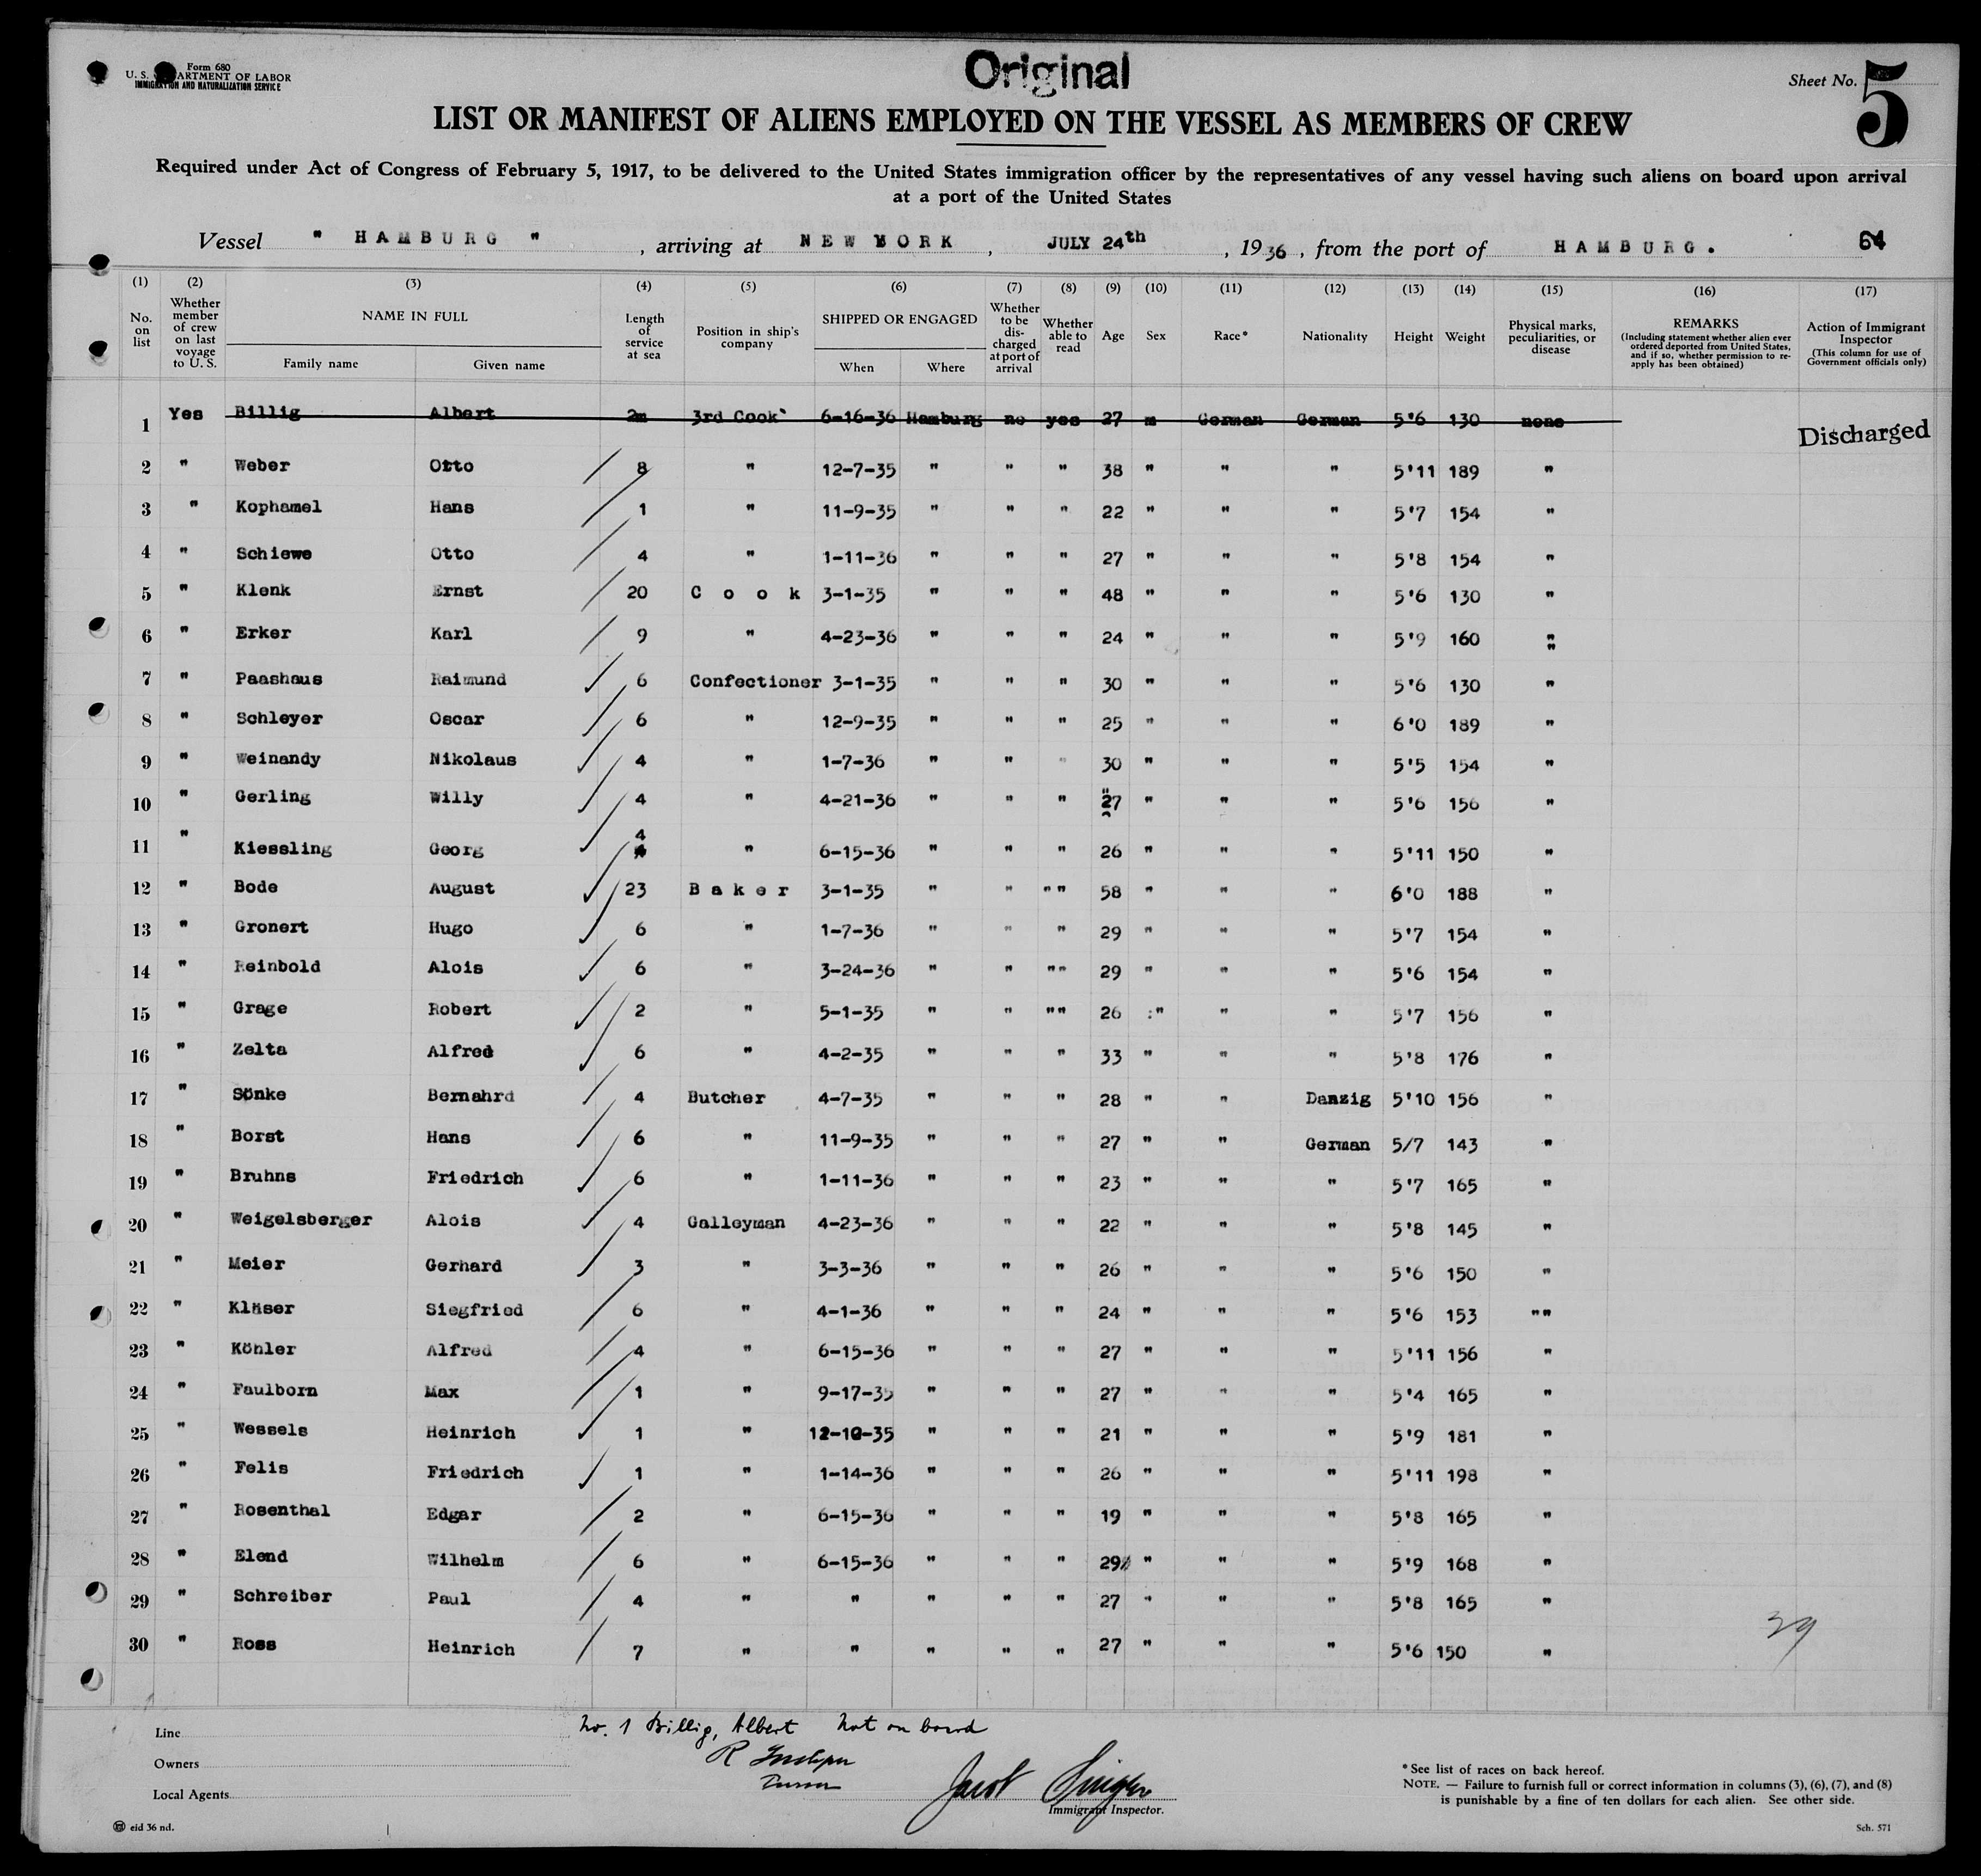 Form 680
U. S. DEPARTMENT OF LABOR
IMMIGRATION AND NATURALIZATION SERVICE
Original
Sheet No. 5
LIST OR MANIFEST OF ALIENS EMPLOYED ON THE VESSEL AS MEMBERS OF CREW
Required under Act of Congress of February 5, 1917, to be delivered to the United States immigration officer by the representatives of any vessel having such aliens on board upon arrival
at a port of the United States
Vessel " HAMBURG " , arriving at NEW YORK , JULY 24th , 1936 , from the port of HAMBURG. 64
(1) (2) (3) (4) (5) (6) (7) (8) (9) (10) (11) (12) (13) (14) (15) (16) (17)
No. on list Whether member of crew on last voyage to U. S. NAME IN FULL Family name Given name Length of service at sea Position in ship's company SHIPPED OR ENGAGED When Where Whether to be discharged at port of arrival Whether able to read Age Sex Race* Nationality Height Weight Physical marks, peculiarities, or disease REMARKS (Including statement whether alien ever ordered deported from United States, and if so, whether permission to reapply has been obtained) Action of Immigrant Inspector (This column for use of Government officials only)
1 Yes Billig Albert 2m 3rd Cook 6-16-36 Hamburg no yes 27 m German German 5'6 130 none Discharged
2 " Weber Otto 8 " 12-7-35 " " " 38 " " " 5'11 189 "
3 " Kophamel Hans 1 " 11-9-35 " " " 22 " " " 5'7 154 "
4 " Schiewe Otto 4 " 1-11-36 " " " 27 " " " 5'8 154 "
5 " Klenk Ernst 20 Cook 3-1-35 " " " 48 " " " 5'6 130 "
6 " Erker Karl 9 " 4-23-36 " " " 24 " " " 5'9 160 "
7 " Paashaus Raimund 6 Confectioner 3-1-35 " " " 30 " " " 5'6 130 "
8 " Schleyer Oscar 6 " 12-9-35 " " " 25 " " " 6'0 189 "
9 " Weinandy Nikolaus 4 " 1-7-36 " " " 30 " " " 5'5 154 "
10 " Gerling Willy 4 " 4-21-36 " " " 27 " " " 5'6 156 "
11 " Kiessling Georg 4 " 6-15-36 " " " 26 " " " 5'11 150 "
12 " Bode August 23 Baker 3-1-35 " " "" 58 " " " 6'0 188 "
13 " Gronert Hugo 6 " 1-7-36 " " " 29 " " " 5'7 154 "
14 " Reinbold Alois 6 " 3-24-36 " " "" 29 " " " 5'6 154 "
15 " Grage Robert 2 " 5-1-35 " " "" 26 :" " " 5'7 156 "
16 " Zelta Alfred 6 " 4-2-35 " " " 33 " " " 5'8 176 "
17 " Sönke Bernahrd 4 Butcher 4-7-35 " " " 28 " " Danzig 5'10 156 "
18 " Borst Hans 6 " 11-9-35 " " " 27 " " German 5/7 143 "
19 " Bruhns Friedrich 6 " 1-11-36 " " " 23 " " " 5'7 165 "
20 " Weigelsberger Alois 4 Galleyman 4-23-36 " " " 22 " " " 5'8 145 "
21 " Meier Gerhard 3 " 3-3-36 " " " 26 " " " 5'6 150 "
22 " Kläser Siegfried 6 " 4-1-36 " " " 24 " " " 5'6 153 ""
23 " Köhler Alfred 4 " 6-15-36 " " " 27 " " " 5'11 156 "
24 " Faulborn Max 1 " 9-17-35 " " " 27 " " " 5'4 165 "
25 " Wessels Heinrich 1 " 12-10-35 " " " 21 " " " 5'9 181 "
26 " Felis Friedrich 1 " 1-14-36 " " " 26 " " " 5'11 198 "
27 " Rosenthal Edgar 2 " 6-15-36 " " " 19 " " " 5'8 165 "
28 " Elend Wilhelm 6 " 6-15-36 " " " 29 " " " 5'9 168 "
29 " Schreiber Paul 4 " " " " " 27 " " " 5'8 165 "
30 " Ross Heinrich 7 " " " " " 27 " " " 5'6 150 "
29
Line
Owners
Local Agents
No. 1 Billig, Albert Not on board
Jacob
Immigrant Inspector.
* See list of races on back hereof.
NOTE. — Failure to furnish full or correct information in columns (3), (6), (7), and (8)
is punishable by a fine of ten dollars for each alien. See other side.
eid 36 nd.
Sch. 571